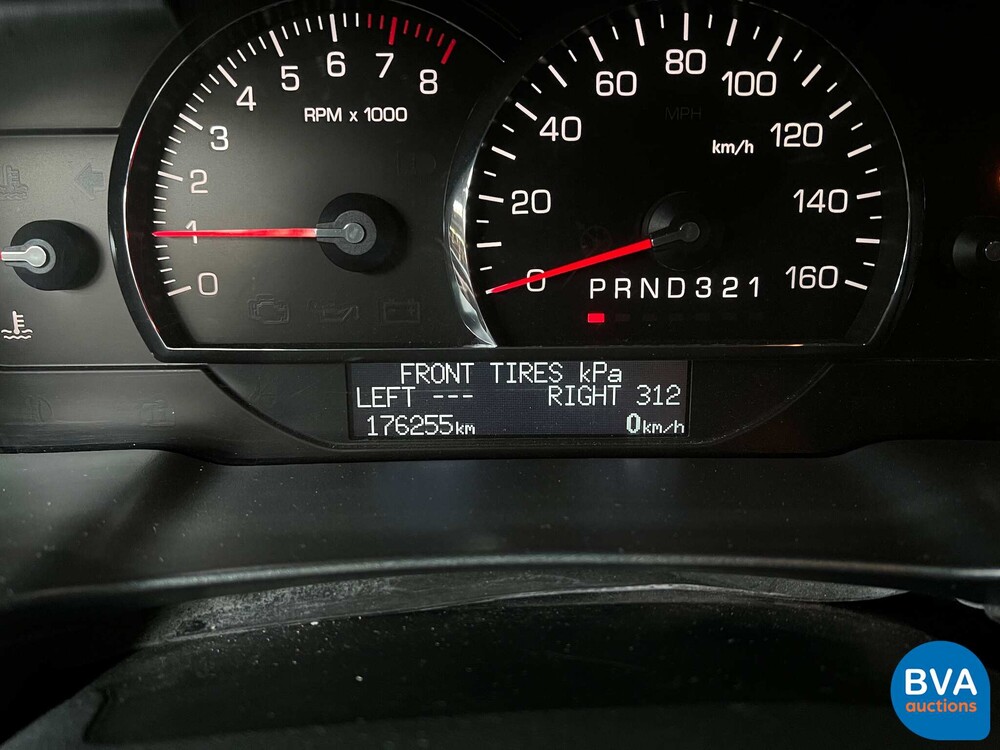 0 1 2 3 4 5 6 7 8
RPM x 1000
0 20 40 60 80 100 120 140 160
MPH
km/h
PRND321
FRONT TIRES kPa
LEFT --- RIGHT 312
176255km 0km/h
BVA
auctions